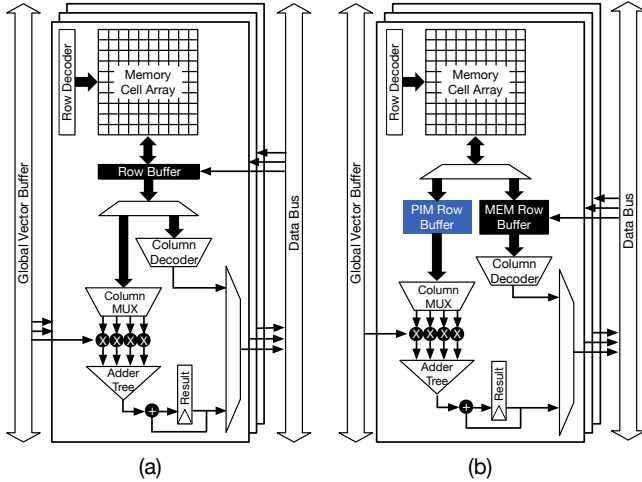 Global Vector Buffer
Row Decoder
Memory
Cell Array
Row Buffer
Column
Decoder
Column
MUX
X X X X
Adder
Tree
+
Result
Data Bus
(a)
Global Vector Buffer
Row Decoder
Memory
Cell Array
PIM Row
Buffer
MEM Row
Buffer
Column
Decoder
Column
MUX
X X X X
Adder
Tree
+
Result
Data Bus
(b)